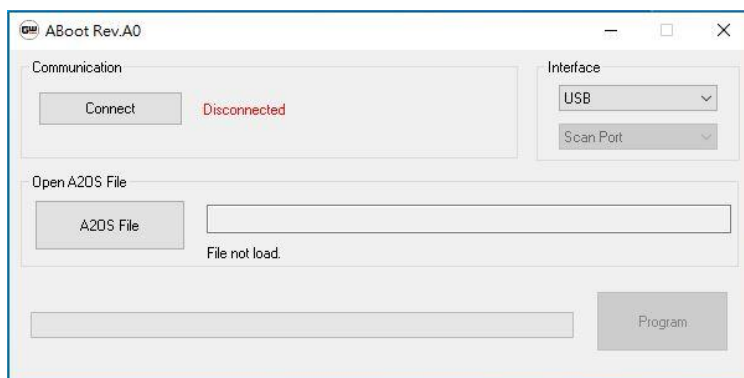 GW ABoot Rev.A0
Communication
Connect
Disconnected
Interface
USB
Scan Port
Open A2OS File
A2OS File
File not load.
Program